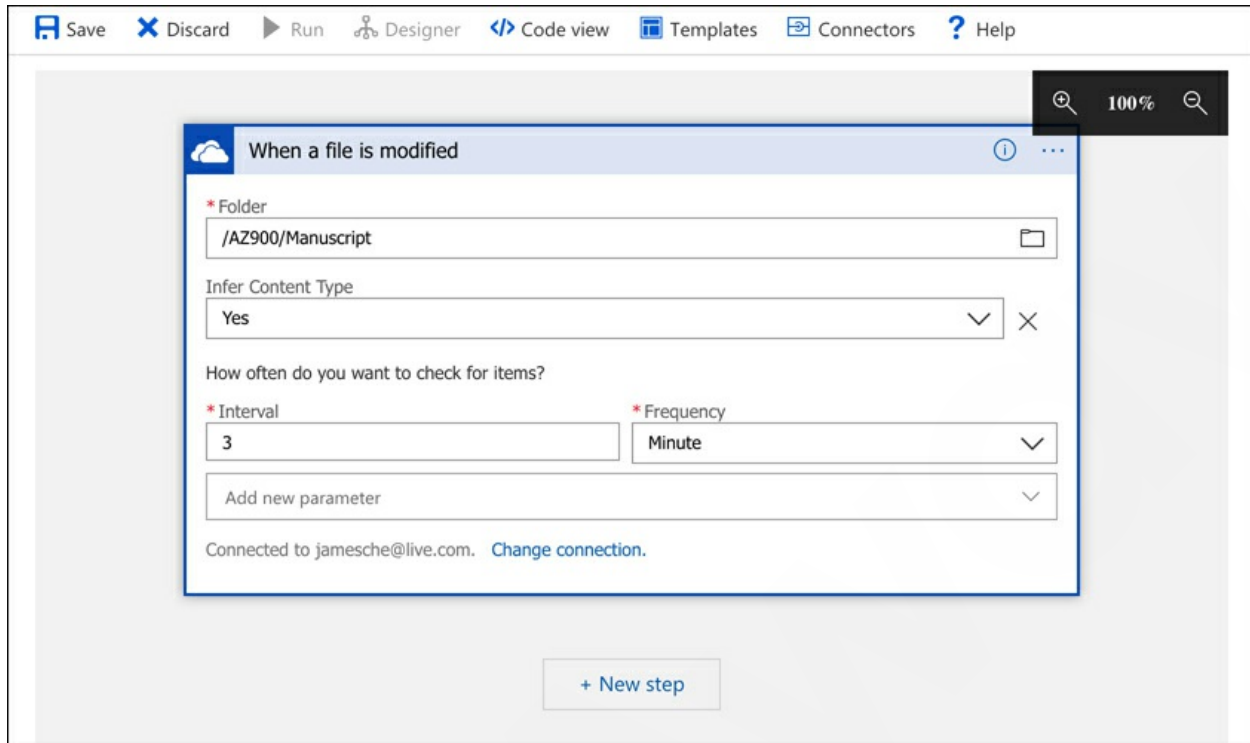 Save Discard Run Designer </> Code view Templates Connectors ? Help
100%
When a file is modified
* Folder
/AZ900/Manuscript
Infer Content Type
Yes
How often do you want to check for items?
* Interval * Frequency
3 Minute
Add new parameter
Connected to jamesche@live.com. Change connection.
+ New step